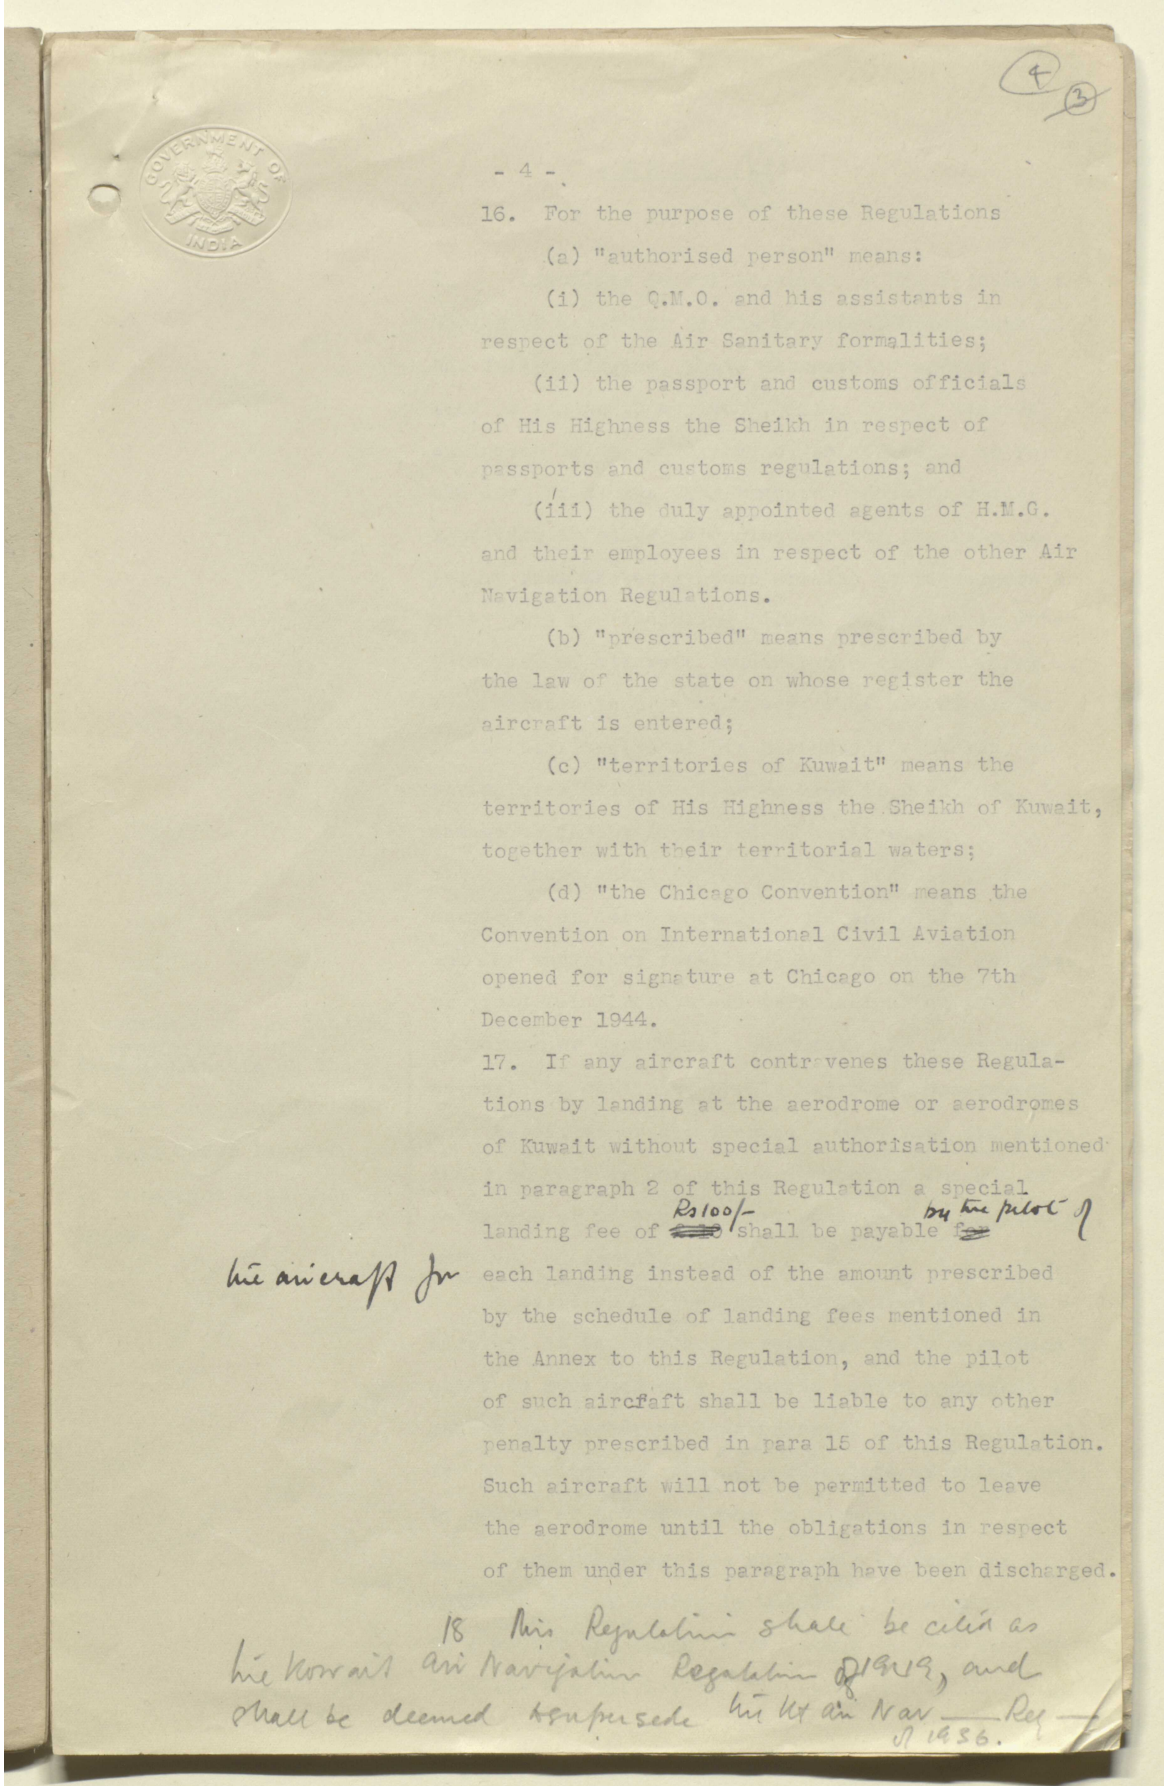 4
3
GOVERNMENT OF
INDIA
- 4 -
16. For the purpose of these Regulations
(a) "authorised person" means:
(i) the Q.M.O. and his assistants in
respect of the Air Sanitary formalities;
(ii) the passport and customs officials
of His Highness the Sheikh in respect of
passports and customs regulations; and
(iii) the duly appointed agents of H.M.G.
and their employees in respect of the other Air
Navigation Regulations.
(b) "prescribed" means prescribed by
the law of the state on whose register the
aircraft is entered;
(c) "territories of Kuwait" means the
territories of His Highness the Sheikh of Kuwait,
together with their territorial waters;
(d) "the Chicago Convention" means the
Convention on International Civil Aviation
opened for signature at Chicago on the 7th
December 1944.
17. If any aircraft contravenes these Regula-
tions by landing at the aerodrome or aerodromes
of Kuwait without special authorisation mentioned
in paragraph 2 of this Regulation a special
Rs100/- by the pilot of
landing fee of shall be payable for
the aircraft for each landing instead of the amount prescribed
by the schedule of landing fees mentioned in
the Annex to this Regulation, and the pilot
of such aircraft shall be liable to any other
penalty prescribed in para 15 of this Regulation.
Such aircraft will not be permitted to leave
the aerodrome until the obligations in respect
of them under this paragraph have been discharged.
18 This Regulation shall be cited as
the Kowait Air Navigation Regulation of 1949, and
shall be deemed to supersede the Kt Air Nav — Reg —
of 1936.